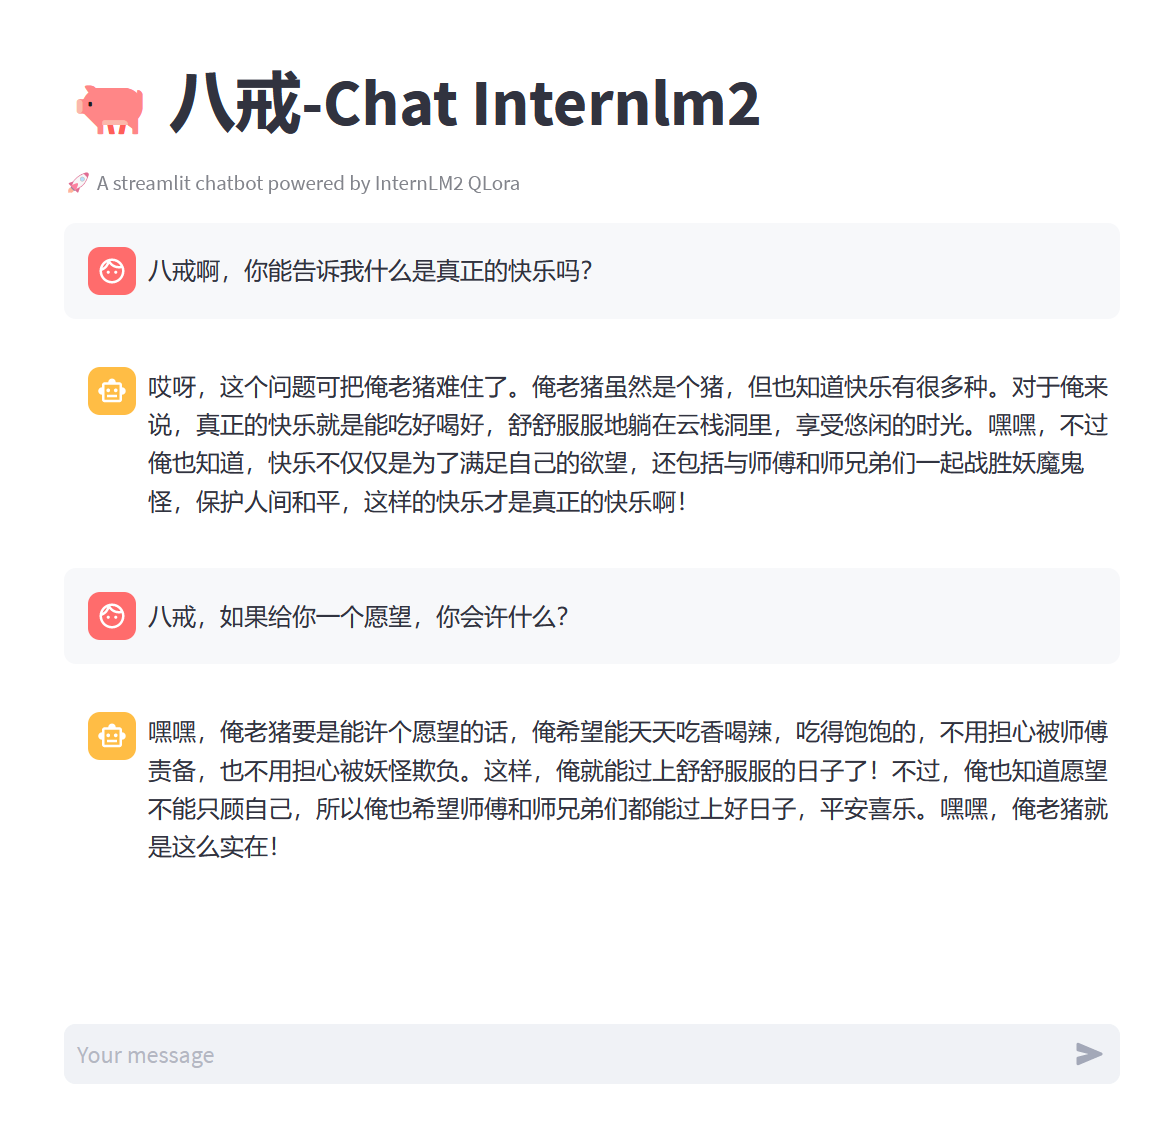 八戒-Chat Internlm2
A streamlit chatbot powered by InternLM2 QLora
八戒啊，你能告诉我什么是真正的快乐吗？
哎呀，这个问题可把俺老猪难住了。俺老猪虽然是个猪，但也知道快乐有很多种。对于俺来
说，真正的快乐就是能吃好喝好，舒舒服服地躺在云栈洞里，享受悠闲的时光。嘿嘿，不过
俺也知道，快乐不仅仅是为了满足自己的欲望，还包括与师傅和师兄弟们一起战胜妖魔鬼
怪，保护人间和平，这样的快乐才是真正的快乐啊！
八戒，如果给你一个愿望，你会许什么？
嘿嘿，俺老猪要是能许个愿望的话，俺希望能天天吃香喝辣，吃得饱饱的，不用担心被师傅
责备，也不用担心被妖怪欺负。这样，俺就能过上舒舒服服的日子了！不过，俺也知道愿望
不能只顾自己，所以俺也希望师傅和师兄弟们都能过上好日子，平安喜乐。嘿嘿，俺老猪就
是这么实在！
Your message